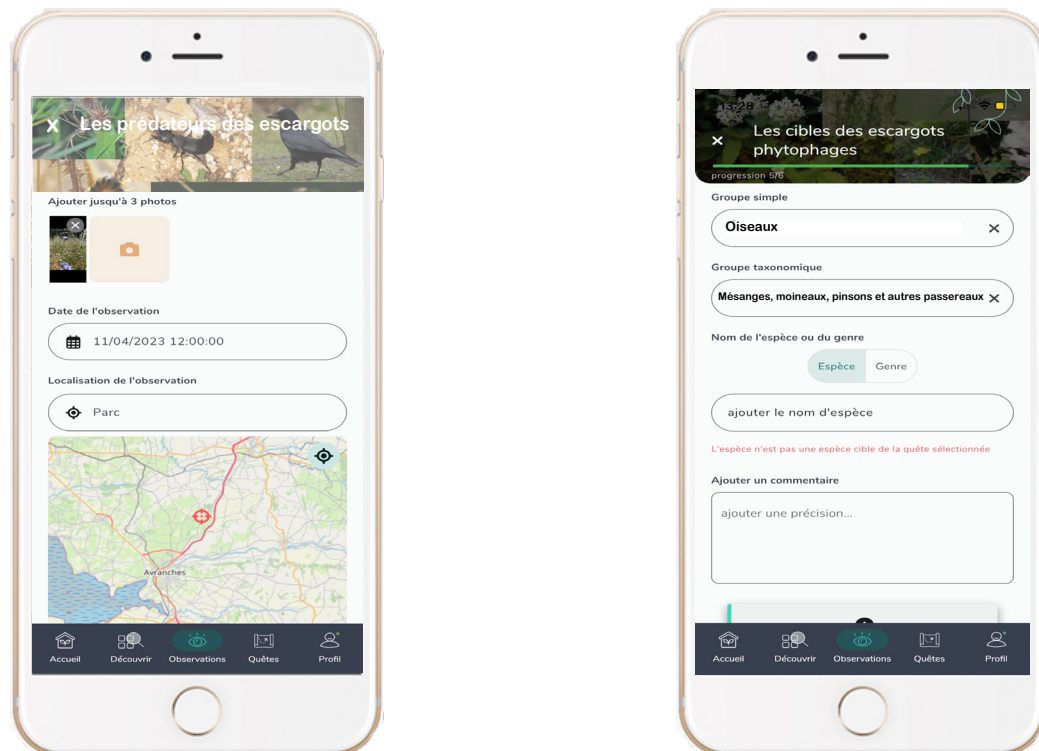 X Les prédateurs des escargots
Ajouter jusqu'à 3 photos
Date de l'observation
11/04/2023 12:00:00
Localisation de l'observation
Parc
Avranches
Accueil Découvrir Observations Quêtes Profil
13:28
Les cibles des escargots
phytophages
progression 5/6
Groupe simple
Oiseaux
Groupe taxonomique
Mésanges, moineaux, pinsons et autres passereaux
Nom de l'espèce ou du genre
Espèce Genre
ajouter le nom d'espèce
L'espèce n'est pas une espèce cible de la quête sélectionnée
Ajouter un commentaire
ajouter une précision...
Accueil Découvrir Observations Quêtes Profil